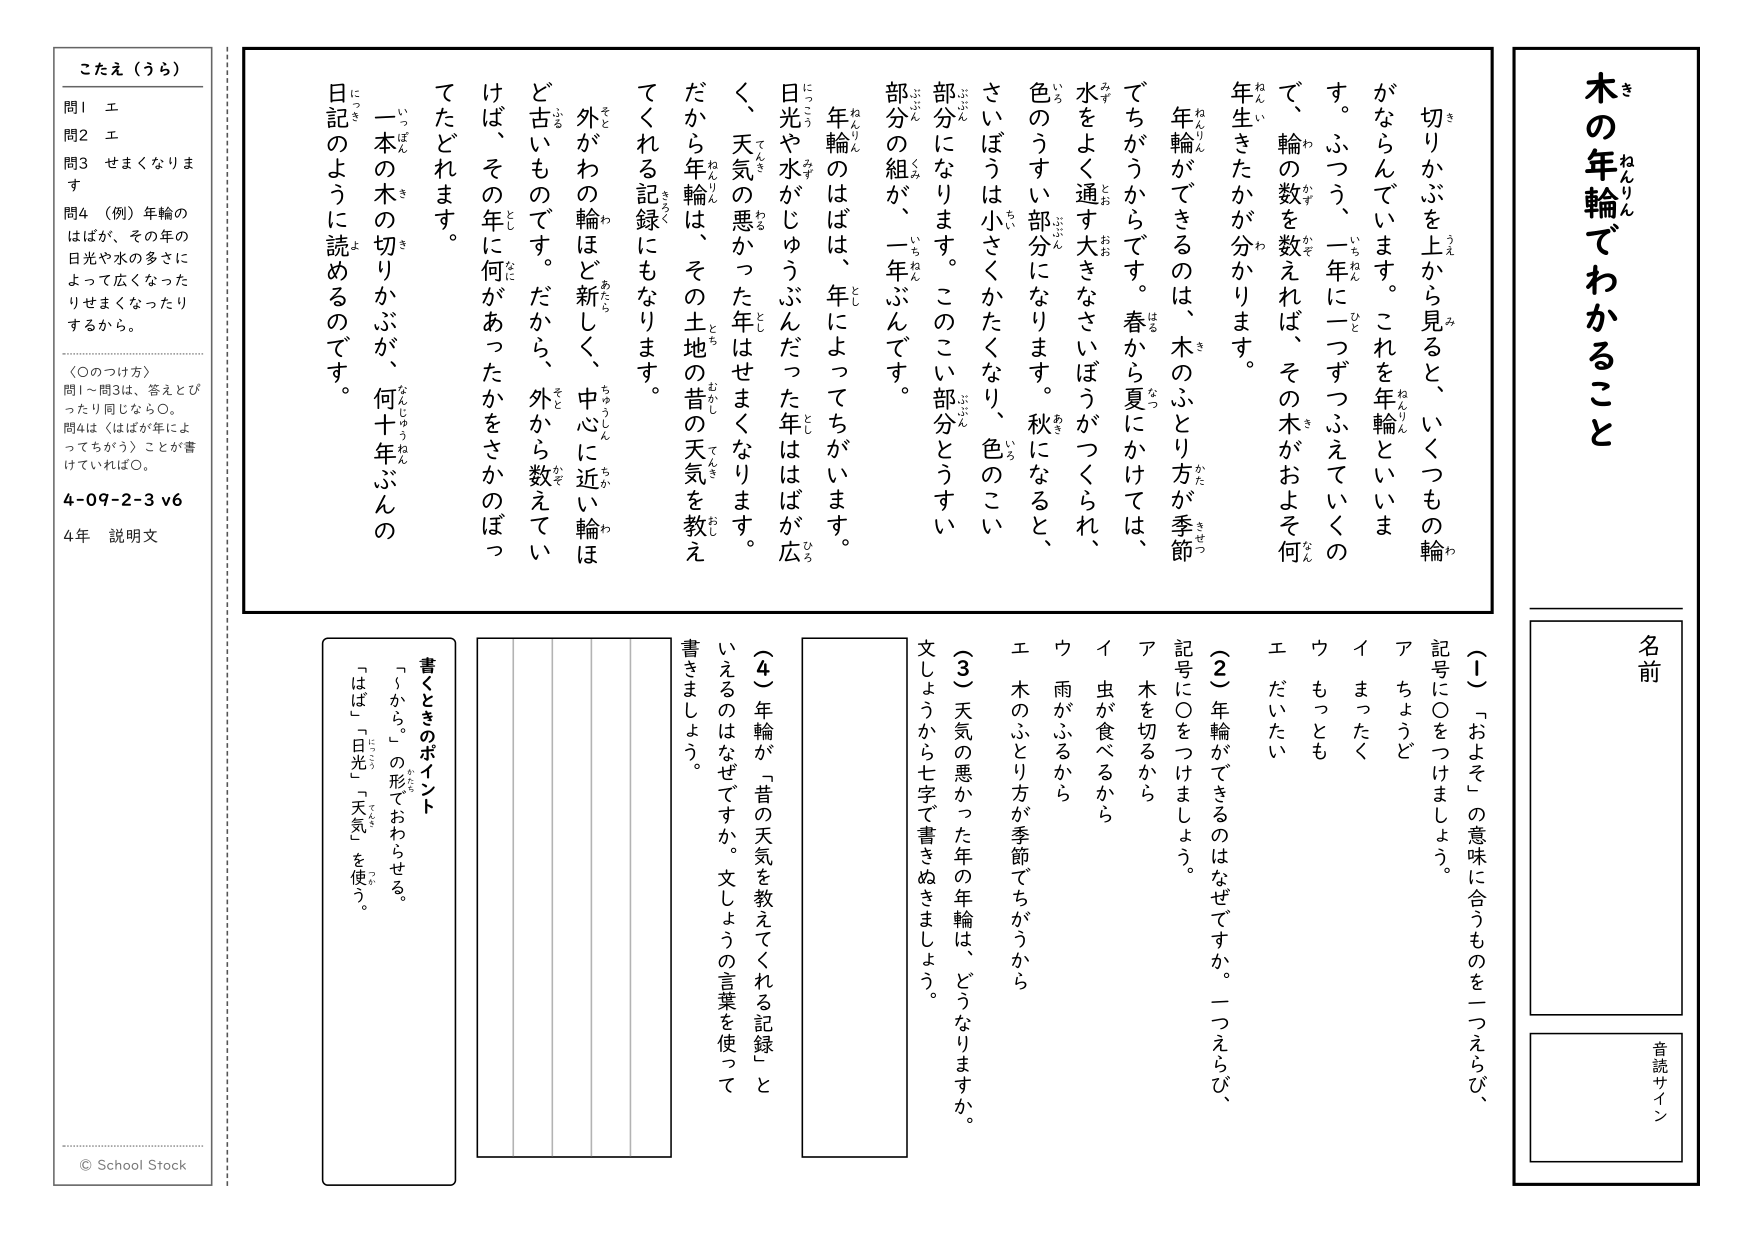 木の年輪でわかること
名前
音読サイン
切りかぶを上から見ると、いくつもの輪
がならんでいます。これを年輪といいま
す。ふつう、一年に一つずつふえていくの
で、輪の数を数えれば、その木がおよそ何
年生きたかが分かります。
年輪ができるのは、木のふとり方が季節
でちがうからです。春から夏にかけては、
水をよく通す大きなさいぼうがつくられ、
色のうすい部分になります。秋になると、
さいぼうは小さくかたくなり、色のこい
部分になります。このこい部分とうすい
部分の組が、一年ぶんです。
年輪のはばは、年によってちがいます。
日光や水がじゅうぶんだった年ははばが広
く、天気の悪かった年はせまくなります。
だから年輪は、その土地の昔の天気を教え
てくれる記録にもなります。
外がわの輪ほど新しく、中心に近い輪ほ
ど古いものです。だから、外から数えてい
けば、その年に何があったかをさかのぼっ
てたどれます。
一本の木の切りかぶが、何十年ぶんの
日記のように読めるのです。
(1)「およそ」の意味に合うものを一つえらび、
記号に○をつけましょう。
ア ちょうど
イ まったく
ウ もっとも
エ だいたい
(2)年輪ができるのはなぜですか。一つえらび、
記号に○をつけましょう。
ア 木を切るから
イ 虫が食べるから
ウ 雨がふるから
エ 木のふとり方が季節でちがうから
(3)天気の悪かった年の年輪は、どうなりますか。
文しょうから七字で書きぬきましょう。
(4)年輪が「昔の天気を教えてくれる記録」と
いえるのはなぜですか。文しょうの言葉を使って
書きましょう。
書くときのポイント
「～から。」の形でおわらせる。
「はば」「日光」「天気」を使う。
こたえ（うら）
問1 エ
問2 エ
問3 せまくなりま
す
問4 （例）年輪の
はばが、その年の
日光や水の多さに
よって広くなった
りせまくなったり
するから。
〈○のつけ方〉
問1～問3は、答えとぴ
ったり同じなら○。
問4は〈はばが年によ
ってちがう〉ことが書
けていれば○。
4-09-2-3 v6
4年 説明文
© School Stock